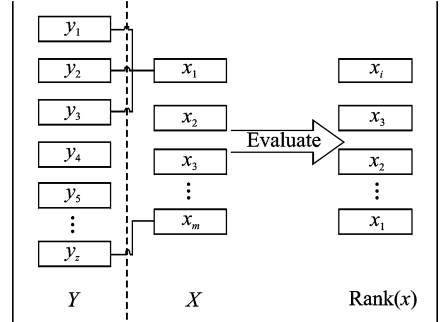 y1
y2 x1 xi
y3 x2 x3
Evaluate
y4 x3 x2
y5 ⋮ ⋮
⋮ xm x1
yz
Y X Rank(x)